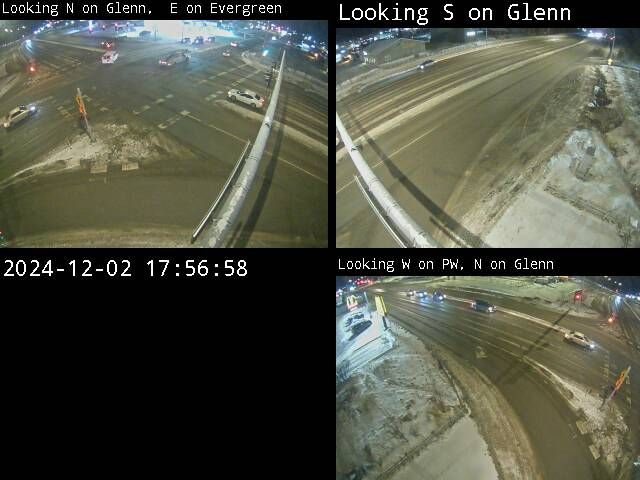 Looking N on Glenn, E on Evergreen
Looking S on Glenn
2024-12-02 17:56:58
Looking W on PW, N on Glenn